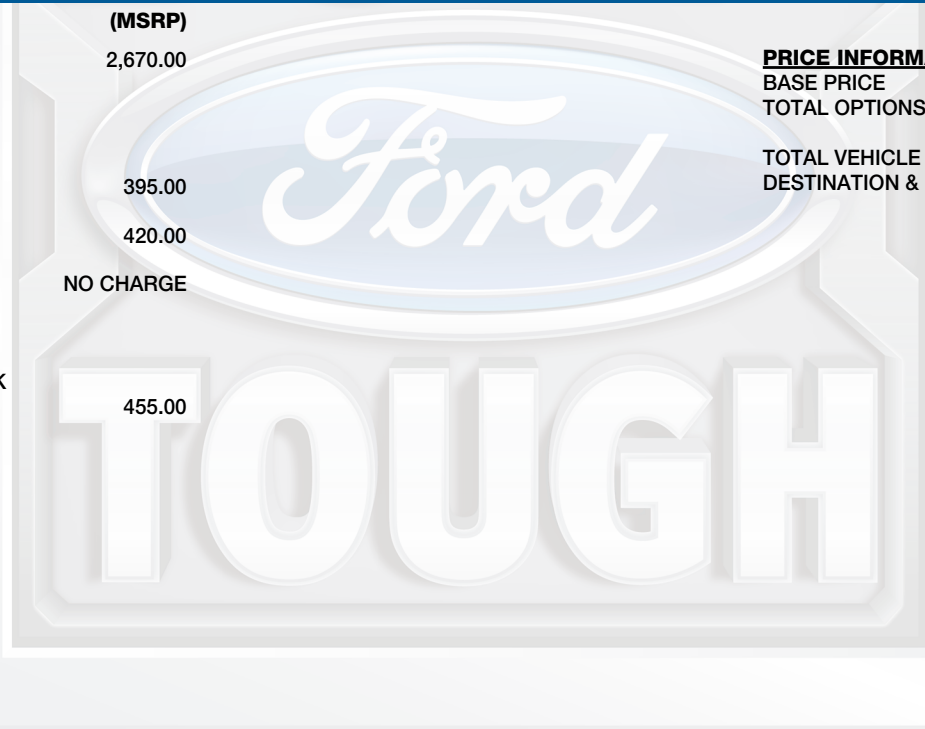 (MSRP)
2,670.00
395.00
420.00
NO CHARGE
K
455.00
PRICE INFORMA
BASE PRICE
TOTAL OPTIONS
TOTAL VEHICLE
DESTINATION &
Ford
TOUGH